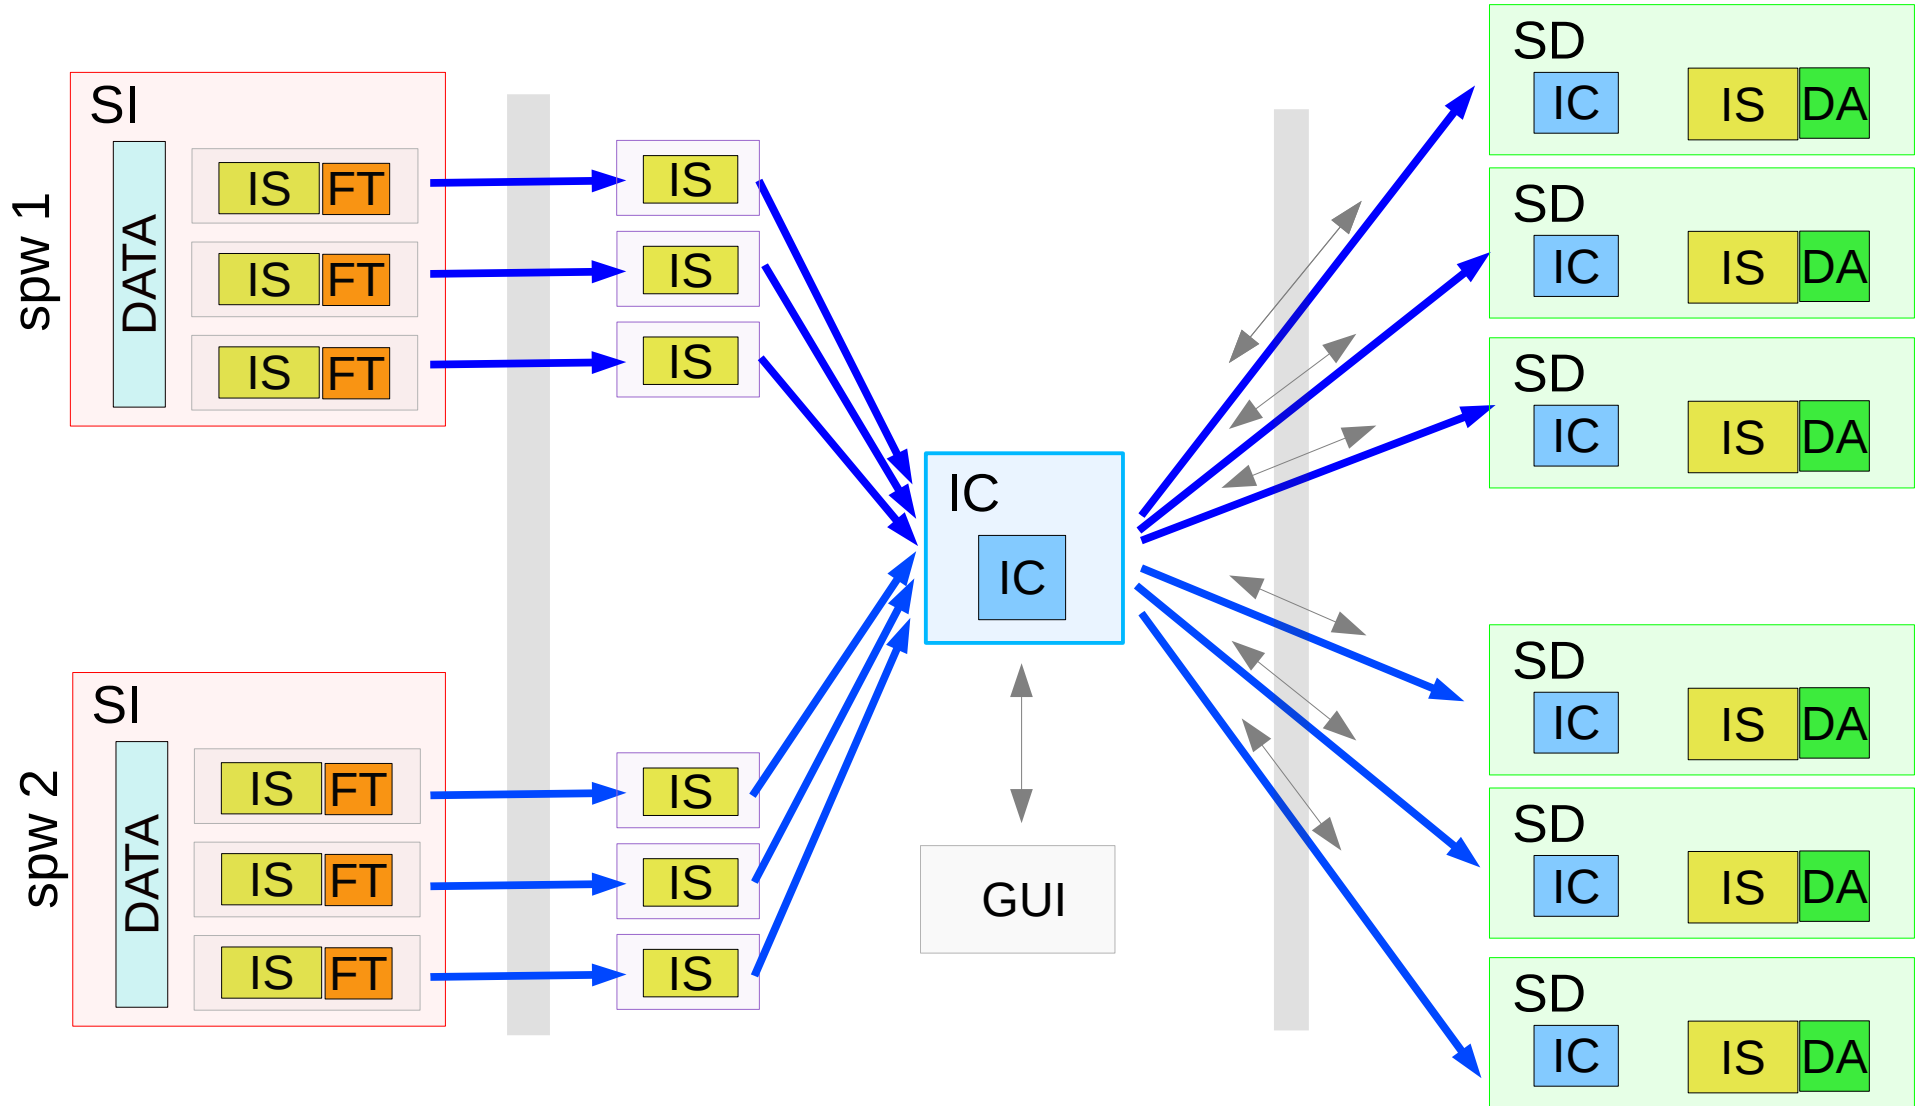 spw 1
SI
DATA
IS FT
IS FT
IS FT
IS
IS
IS
spw 2
SI
DATA
IS FT
IS FT
IS FT
IS
IS
IS
IC
IC
GUI
SD
IC IS DA
SD
IC IS DA
SD
IC IS DA
SD
IC IS DA
SD
IC IS DA
SD
IC IS DA